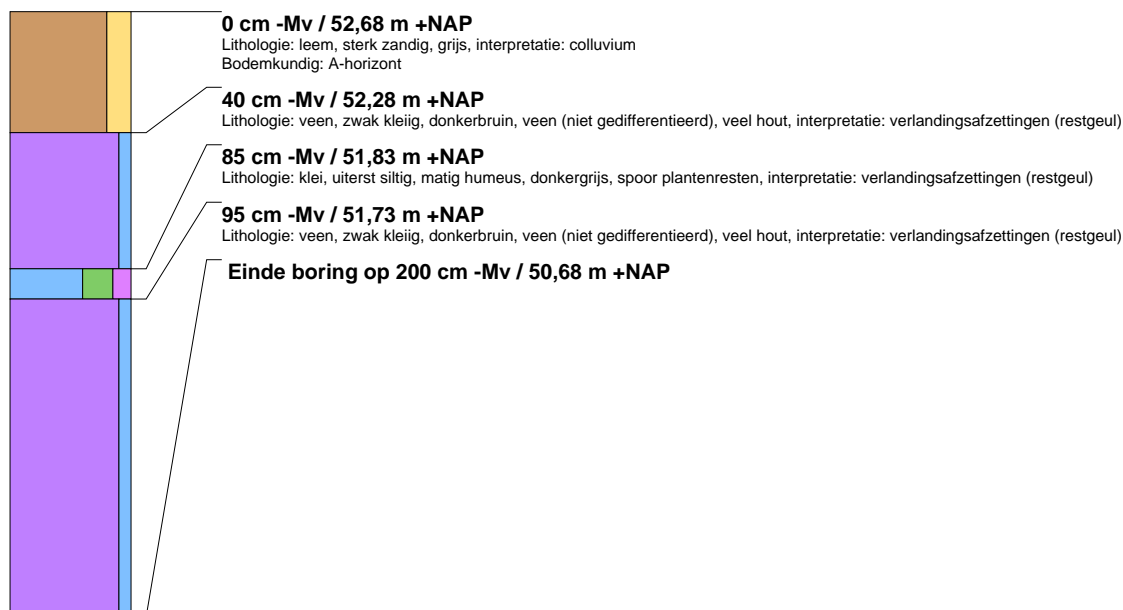 0 cm -Mv / 52,68 m +NAP
Lithologie: leem, sterk zandig, grijs, interpretatie: colluvium
Bodemkundig: A-horizont
40 cm -Mv / 52,28 m +NAP
Lithologie: veen, zwak kleiig, donkerbruin, veen (niet gedifferentieerd), veel hout, interpretatie: verlandingsafzettingen (restgeul)
85 cm -Mv / 51,83 m +NAP
Lithologie: klei, uiterst siltig, matig humeus, donkergrijs, spoor plantenresten, interpretatie: verlandingsafzettingen (restgeul)
95 cm -Mv / 51,73 m +NAP
Lithologie: veen, zwak kleiig, donkerbruin, veen (niet gedifferentieerd), veel hout, interpretatie: verlandingsafzettingen (restgeul)
Einde boring op 200 cm -Mv / 50,68 m +NAP